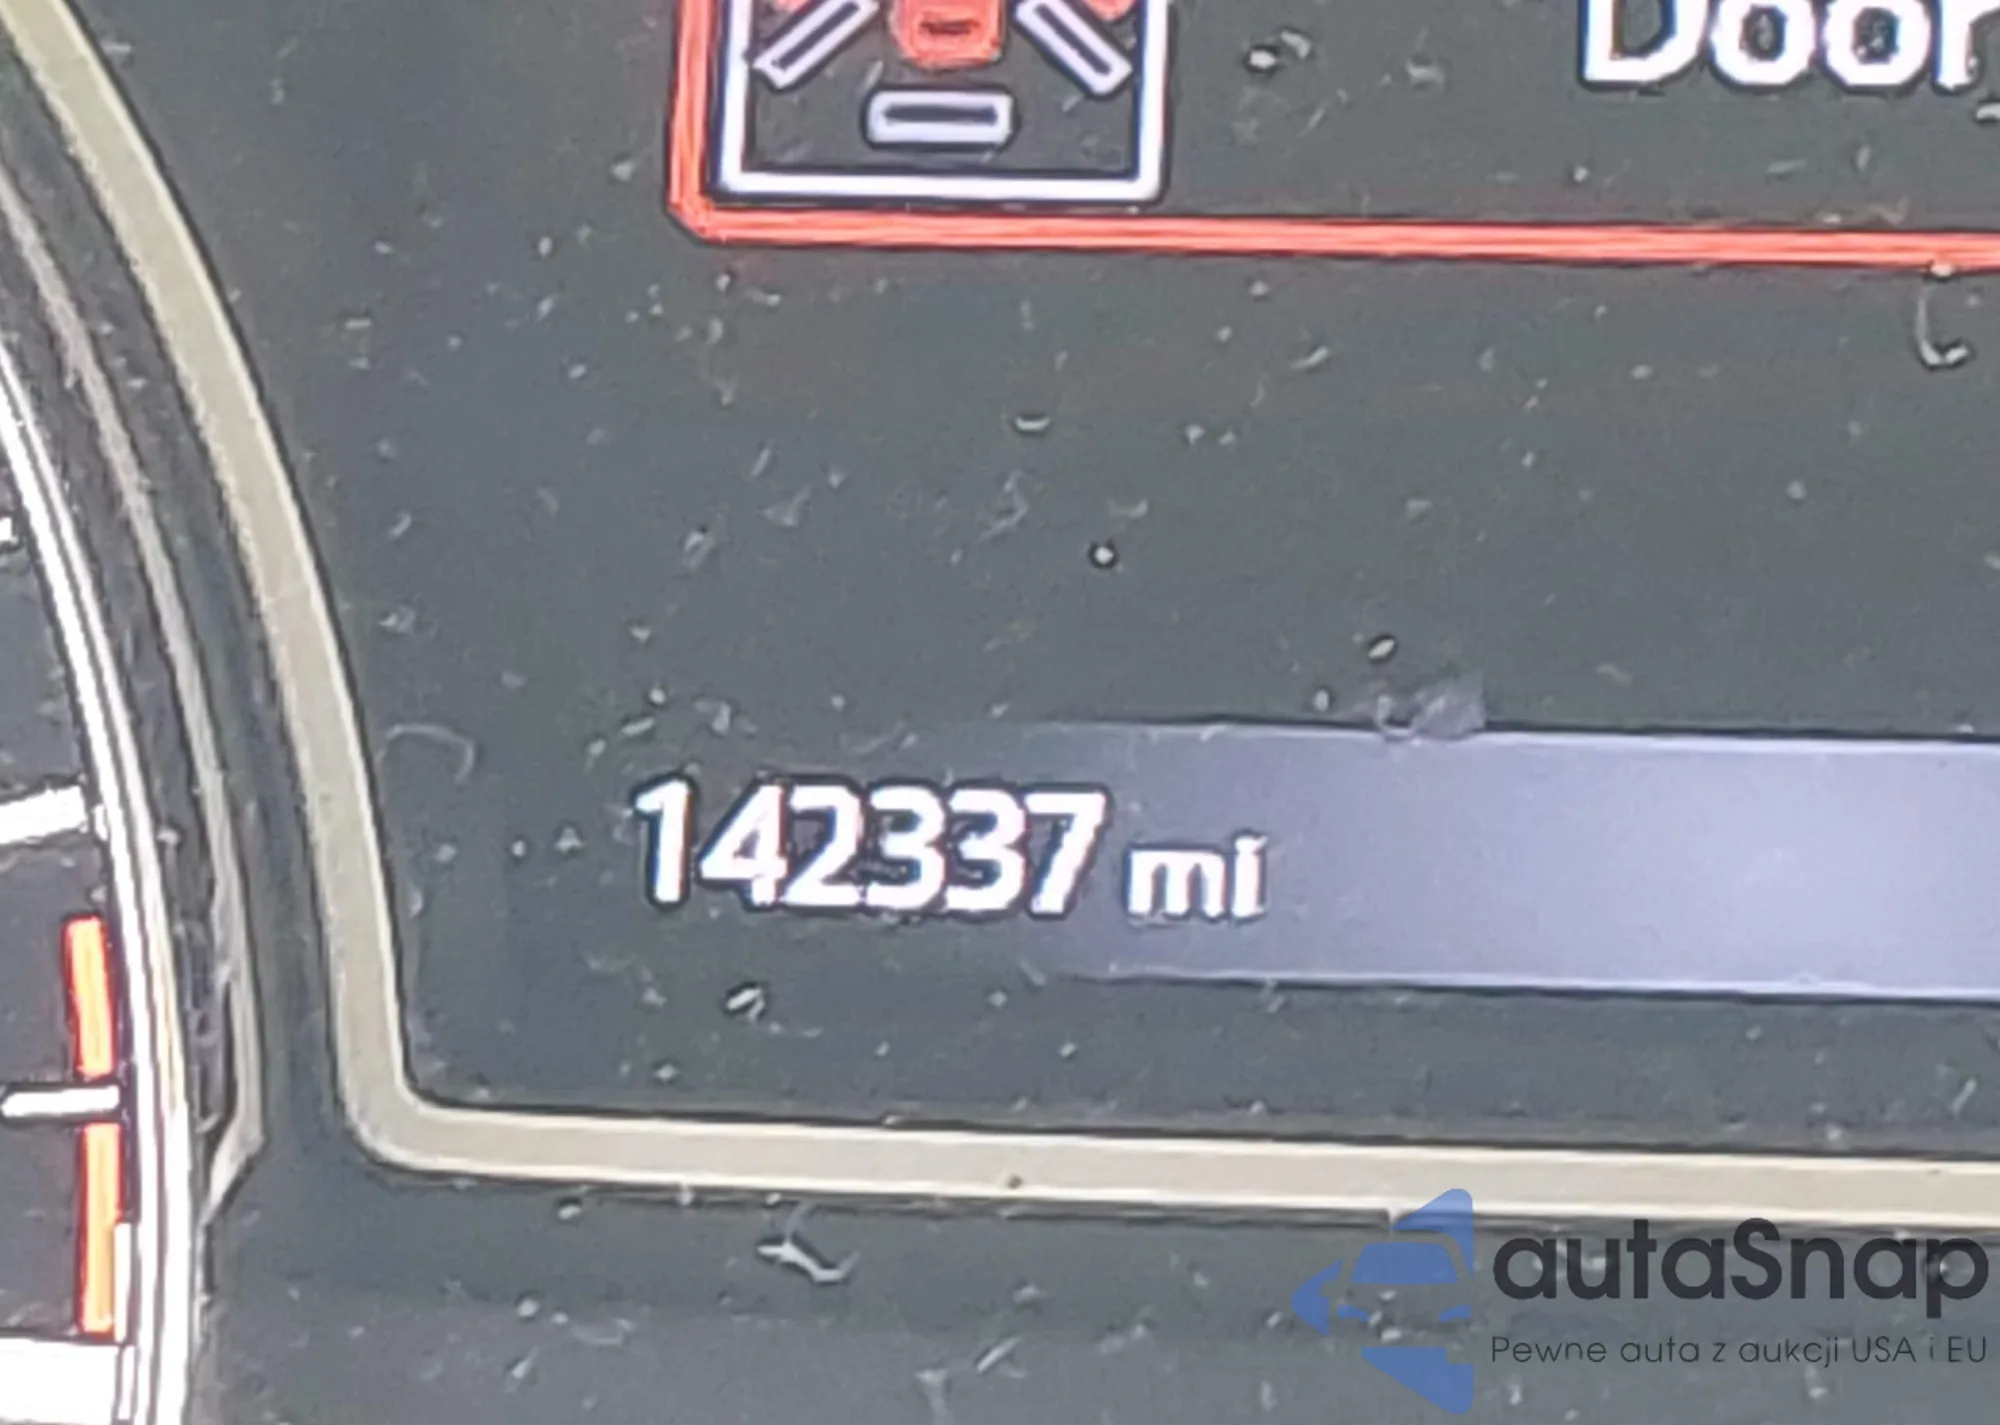 Door
142337 mi
autaSnap
Pewne auta z aukcji USA i EU